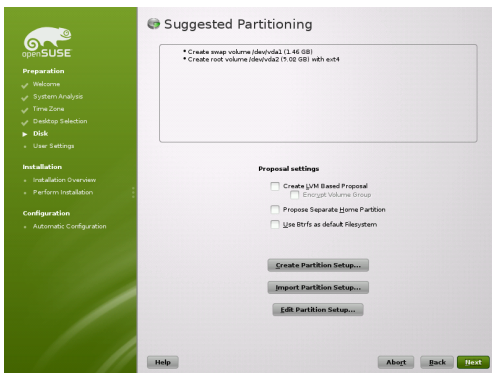 openSUSE
Preparation
Welcome
System Analysis
Time Zone
Desktop Selection
Disk
User Settings
Installation
Installation Overview
Perform Installation
Configuration
Automatic Configuration
Suggested Partitioning
* Create swap volume /dev/vda1 (1.46 GB)
* Create root volume /dev/vda2 (5.02 GB) with ext4
Proposal settings
Create LVM Based Proposal
Encrypt Volume Group
Propose Separate Home Partition
Use Btrfs as default Filesystem
Create Partition Setup...
Import Partition Setup...
Edit Partition Setup...
Help
Abort
Back
Next